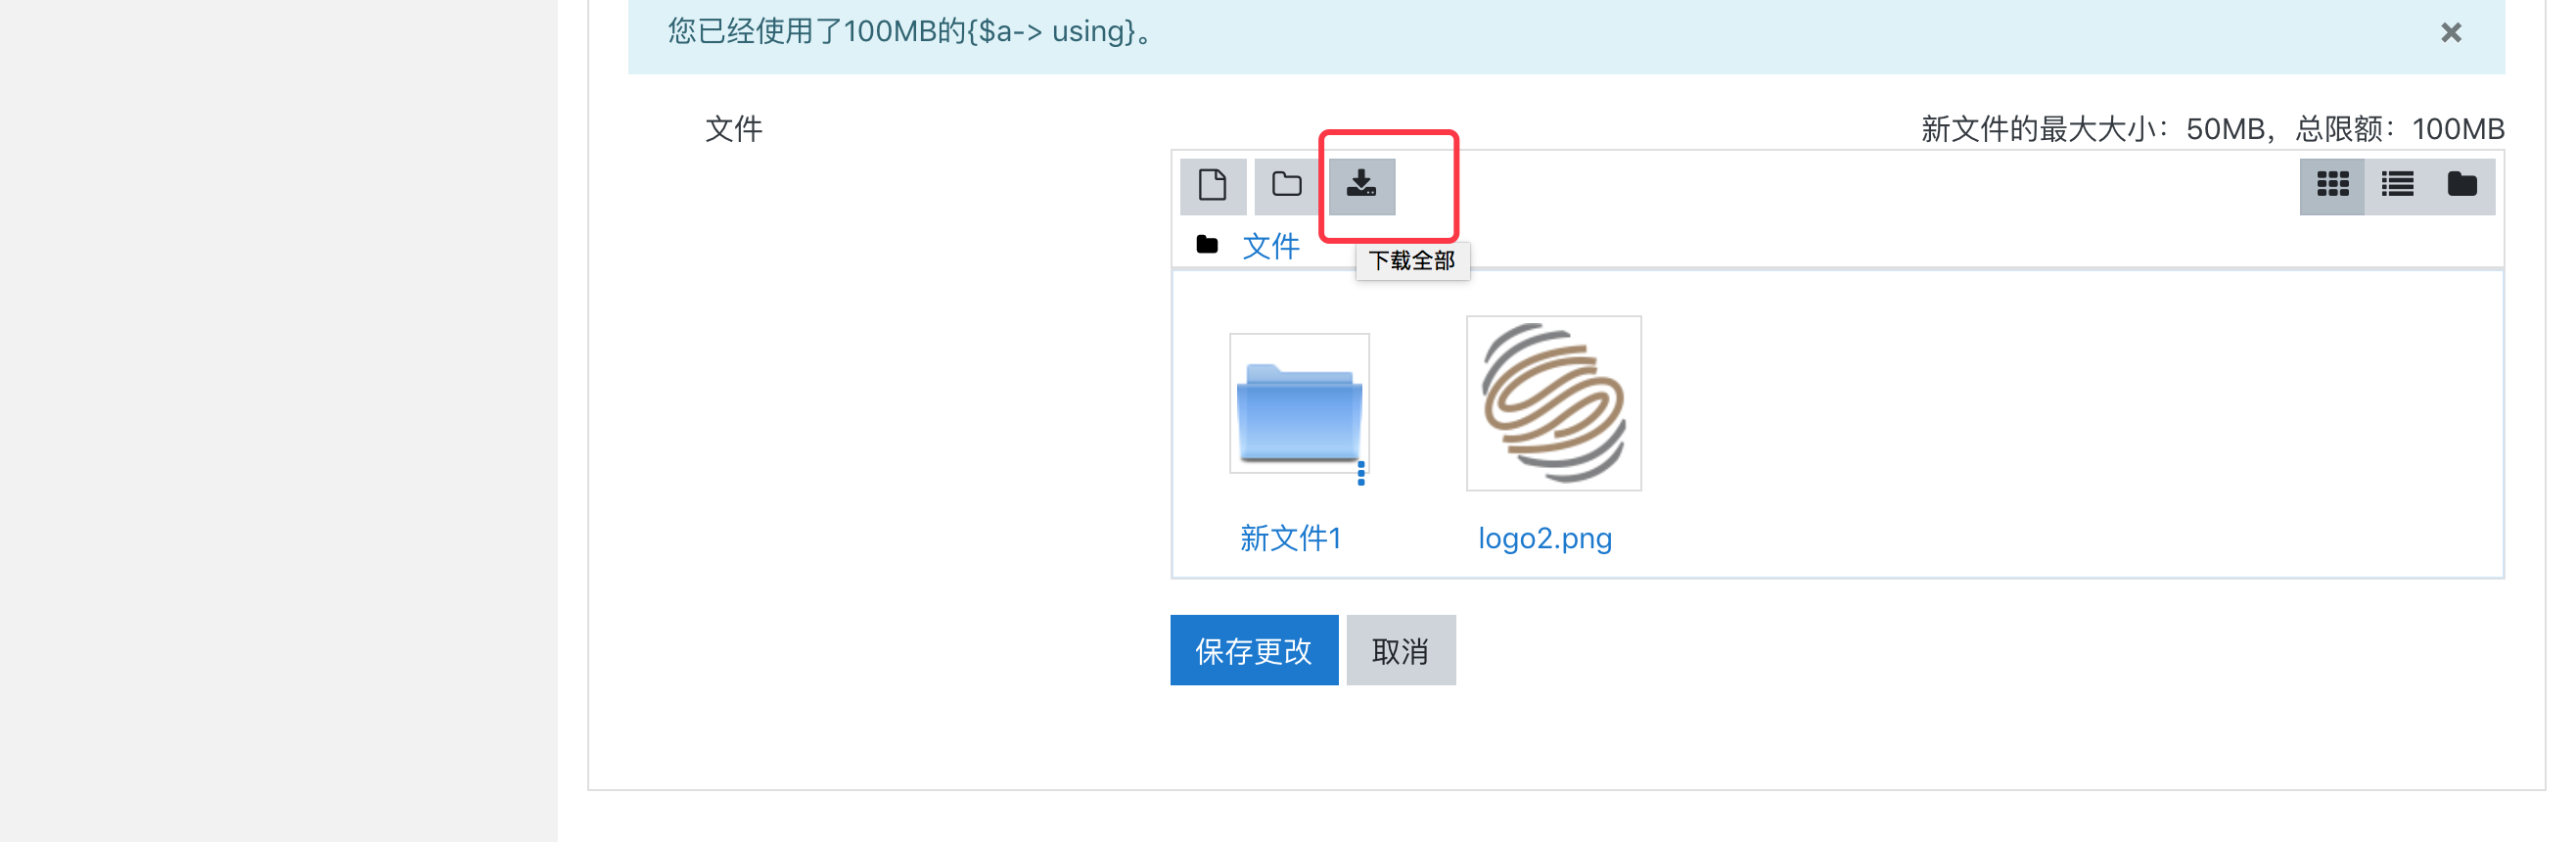 您已经使用了100MB的{$a-> using}。
文件
新文件的最大大小：50MB，总限额：100MB
文件
下载全部
新文件1
logo2.png
保存更改
取消